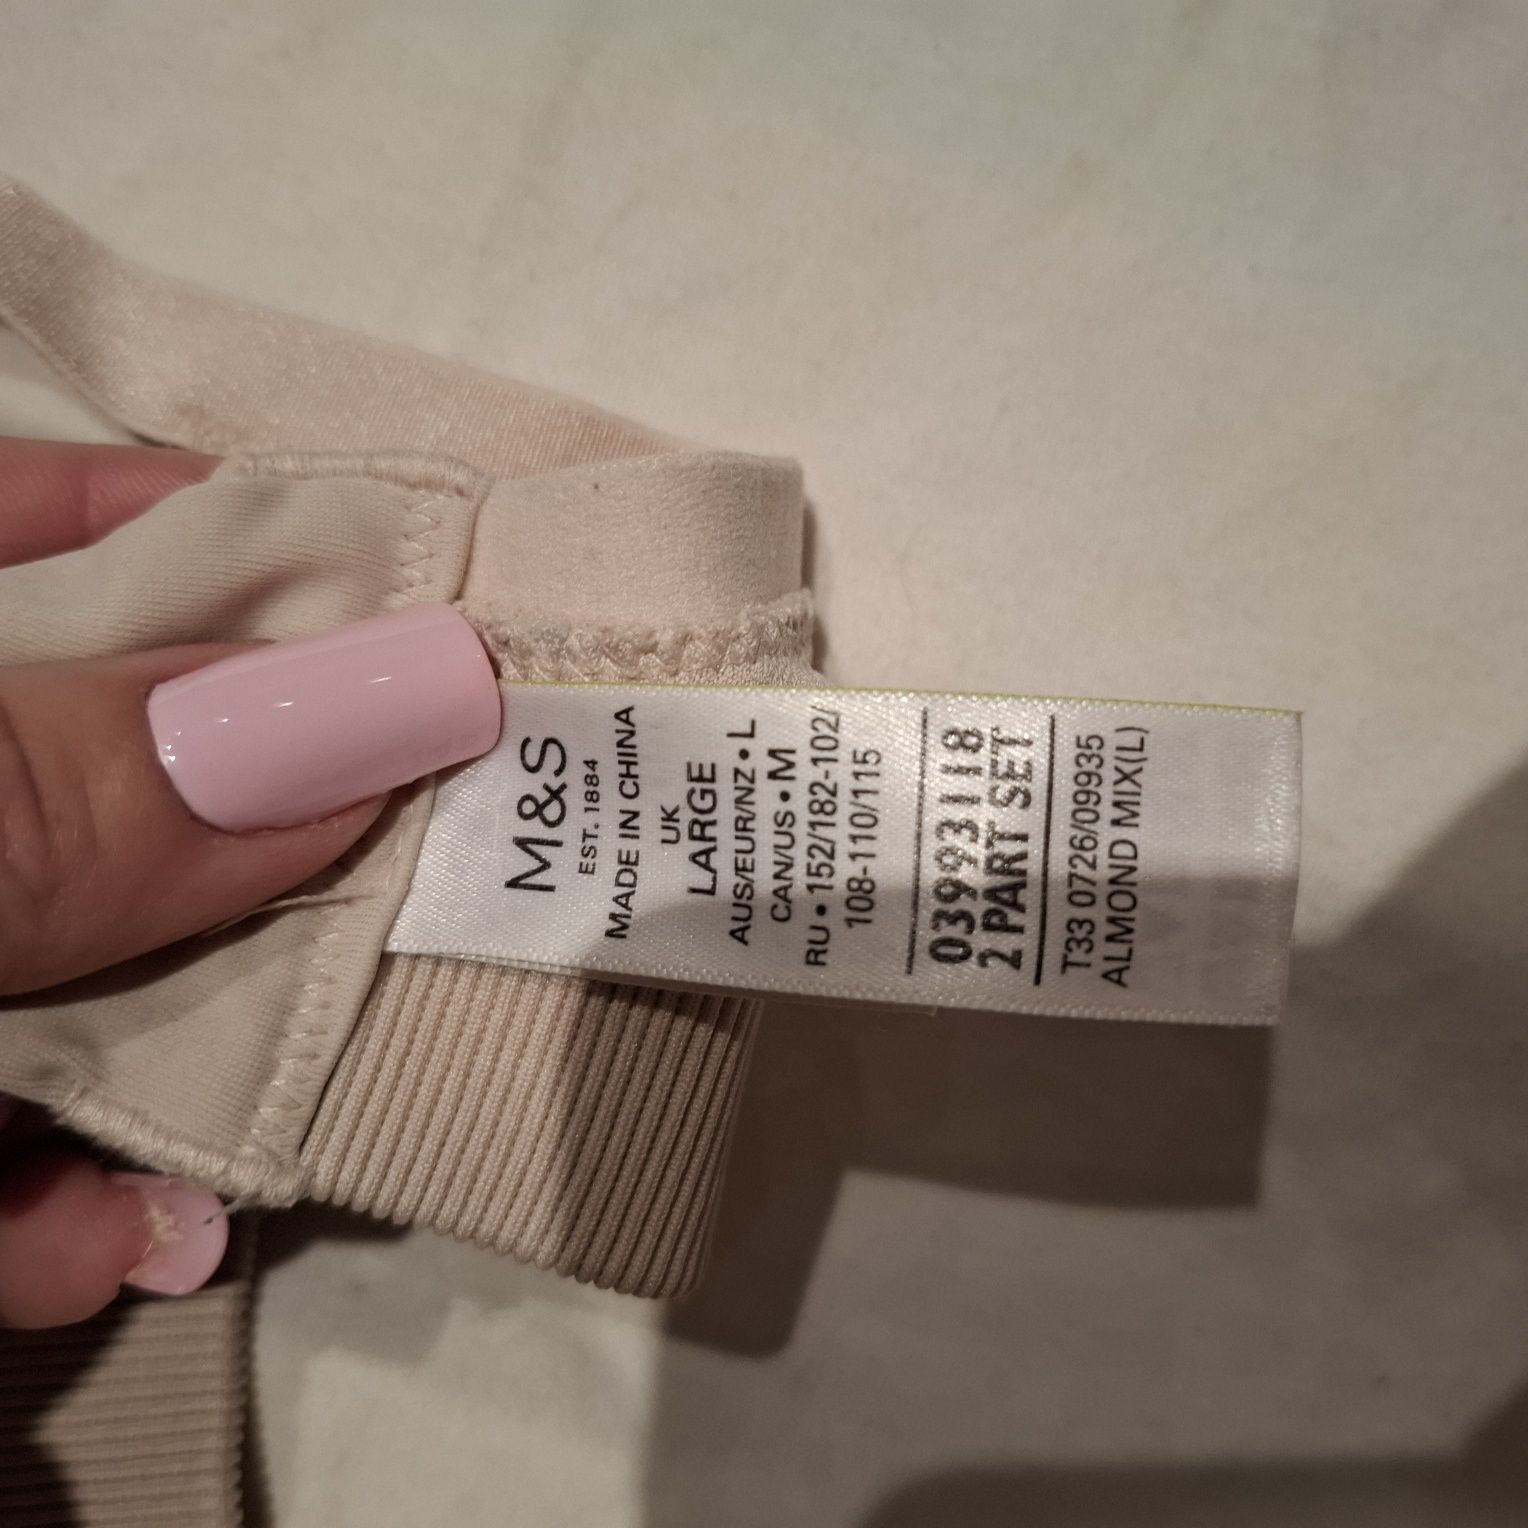 M&S
EST. 1884
MADE IN CHINA
UK
LARGE
AUS/EUR/NZ • L
CAN/US • M
RU • 152/182-102/
108-110/115
03993118
2 PART SET
T33 0726/09935
ALMOND MIX(L)